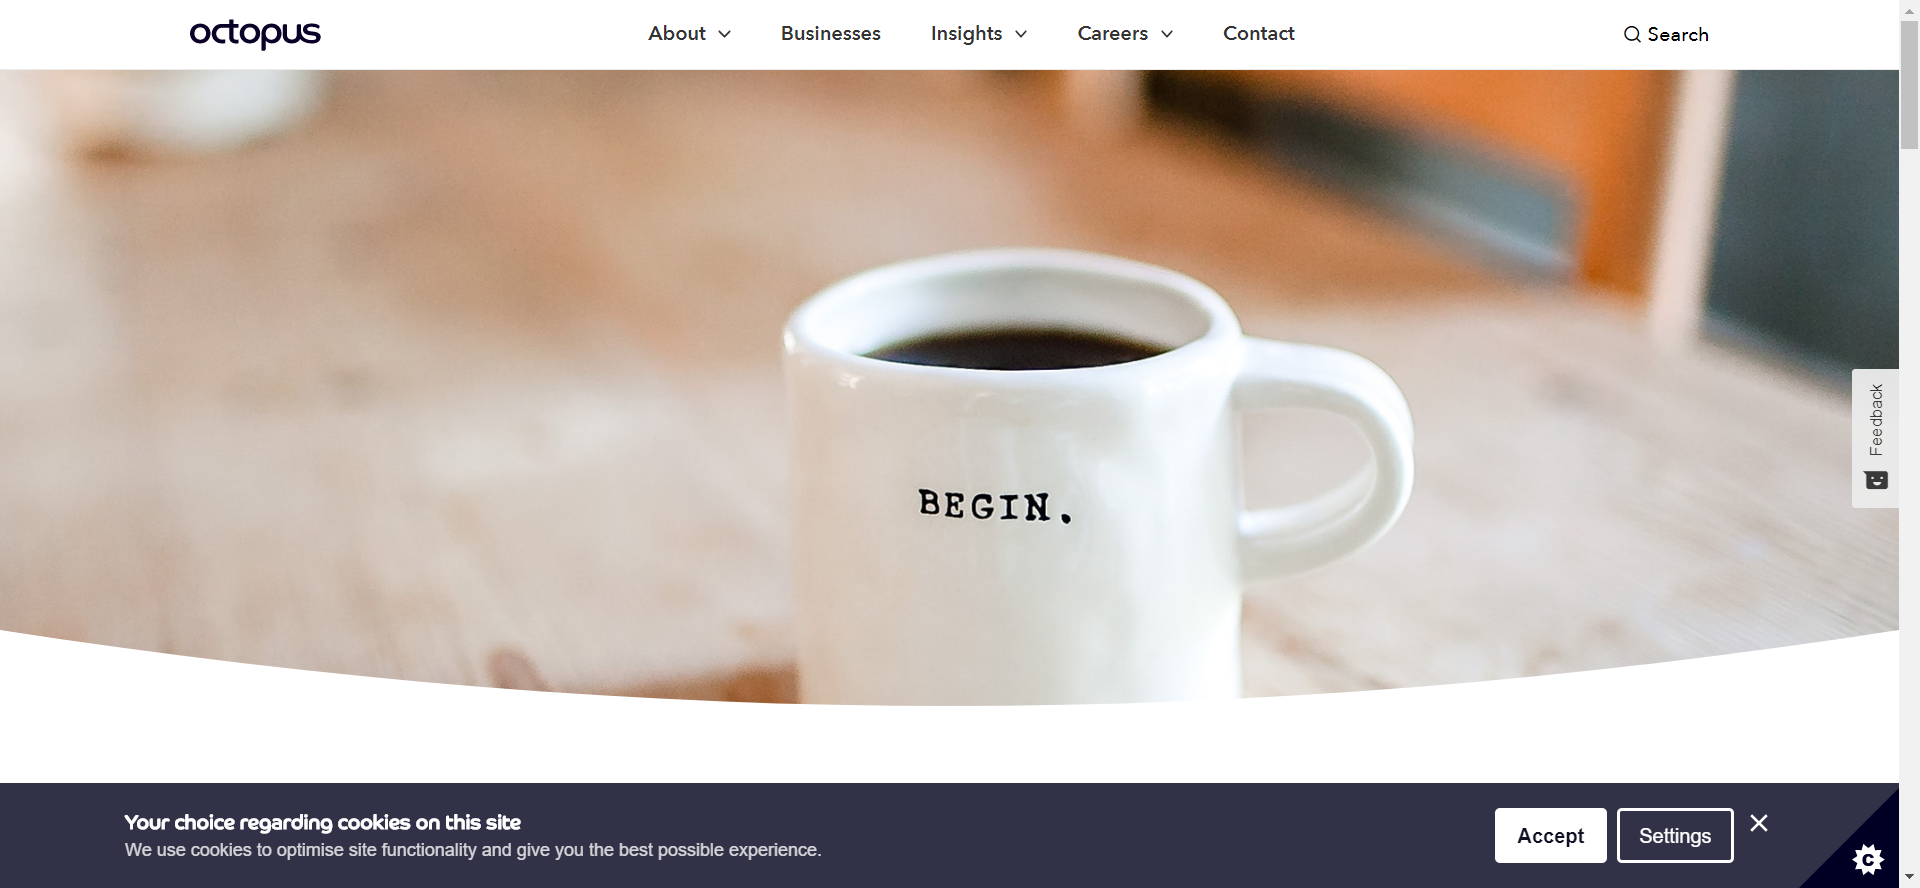 octopus
About
Businesses
Insights
Careers
Contact
Search
BEGIN.
Feedback
Your choice regarding cookies on this site
We use cookies to optimise site functionality and give you the best possible experience.
Accept
Settings
C